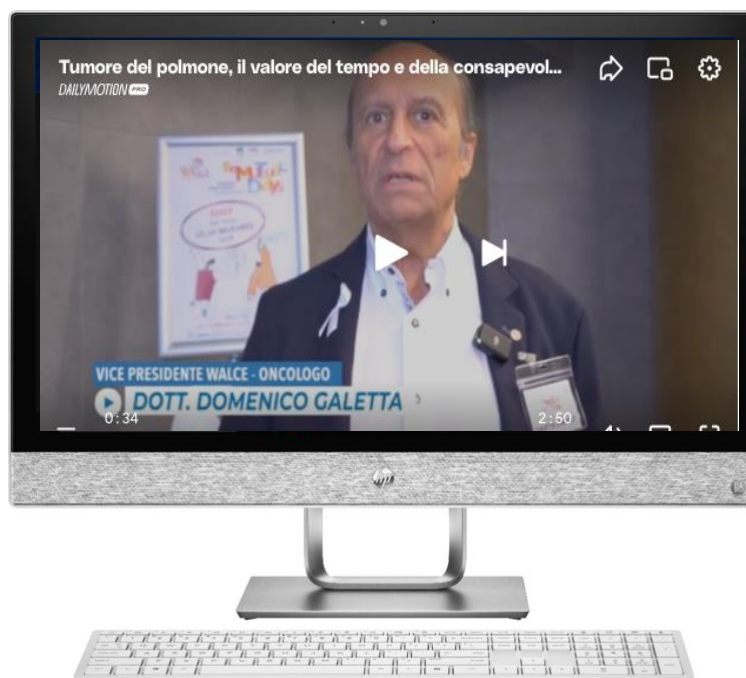 Tumore del polmone, il valore del tempo e della consapevol...
DAILYMOTION PRO
VICE PRESIDENTE WALCE - ONCOLOGO
DOTT. DOMENICO GALETTA
0:34
2:50
hp